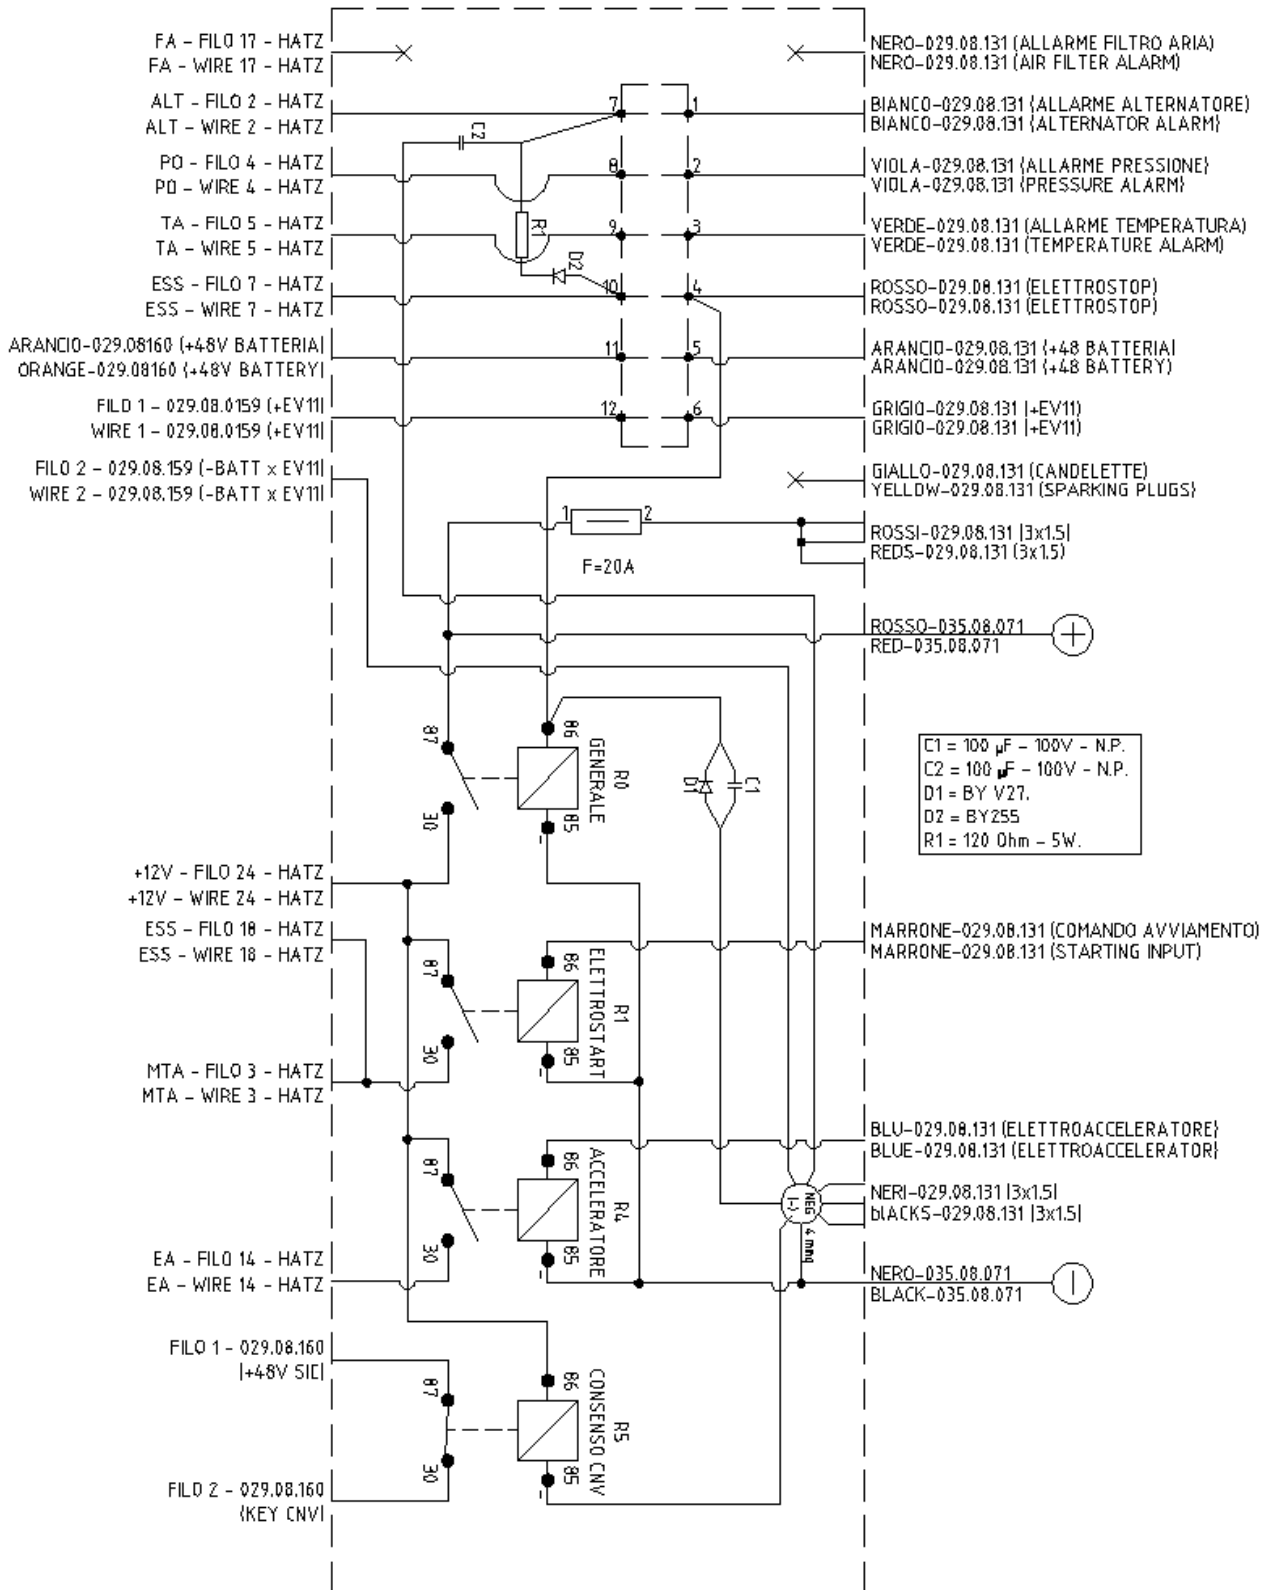 FA - FILO 17 - HATZ
FA - WIRE 17 - HATZ
NERO-029.08.131 (ALLARME FILTRO ARIA)
NERO-029.08.131 (AIR FILTER ALARM)
ALT - FILO 2 - HATZ
ALT - WIRE 2 - HATZ
7
1
BIANCO-029.08.131 (ALLARME ALTERNATORE)
BIANCO-029.08.131 (ALTERNATOR ALARM)
C2
PO - FILO 4 - HATZ
PO - WIRE 4 - HATZ
8
2
VIOLA-029.08.131 (ALLARME PRESSIONE)
VIOLA-029.08.131 (PRESSURE ALARM)
TA - FILO 5 - HATZ
TA - WIRE 5 - HATZ
R1
9
3
VERDE-029.08.131 (ALLARME TEMPERATURA)
VERDE-029.08.131 (TEMPERATURE ALARM)
D2
ESS - FILO 7 - HATZ
ESS - WIRE 7 - HATZ
10
4
ROSSO-029.08.131 (ELETTROSTOP)
ROSSO-029.08.131 (ELETTROSTOP)
ARANCIO-029.08160 (+48V BATTERIA)
ORANGE-029.08160 (+48V BATTERY)
11
5
ARANCIO-029.08.131 (+48 BATTERIA)
ARANCIO-029.08.131 (+48 BATTERY)
FILO 1 - 029.08.0159 (+EV11)
WIRE 1 - 029.08.0159 (+EV11)
12
6
GRIGIO-029.08.131 (+EV11)
GRIGIO-029.08.131 (+EV11)
FILO 2 - 029.08.159 (-BATT x EV11)
WIRE 2 - 029.08.159 (-BATT x EV11)
GIALLO-029.08.131 (CANDELETTE)
YELLOW-029.08.131 (SPARKING PLUGS)
1
2
F=20A
ROSSI-029.08.131 (3x1.5)
REDS-029.08.131 (3x1.5)
ROSSO-035.08.071
RED-035.08.071
+
87
30
86
85
-
R0
GENERALE
D1
C1
C1 = 100 µF - 100V - N.P.
C2 = 100 µF - 100V - N.P.
D1 = BY V27.
D2 = BY255
R1 = 120 Ohm - 5W.
+12V - FILO 24 - HATZ
+12V - WIRE 24 - HATZ
ESS - FILO 18 - HATZ
ESS - WIRE 18 - HATZ
87
30
86
85
-
R1
ELETTROSTART
MARRONE-029.08.131 (COMANDO AVVIAMENTO)
MARRONE-029.08.131 (STARTING INPUT)
MTA - FILO 3 - HATZ
MTA - WIRE 3 - HATZ
87
30
86
85
-
R4
ACCELERATORE
BLU-029.08.131 (ELETTROACCELERATORE)
BLUE-029.08.131 (ELETTROACCELERATOR)
NEG
(-)
4 mmq
NERI-029.08.131 (3x1.5)
bLACKS-029.08.131 (3x1.5)
EA - FILO 14 - HATZ
EA - WIRE 14 - HATZ
NERO-035.08.071
BLACK-035.08.071
-
FILO 1 - 029.08.160
(+48V SIE)
87
30
86
85
-
R5
CONSENSO CNV
FILO 2 - 029.08.160
(KEY CNV)